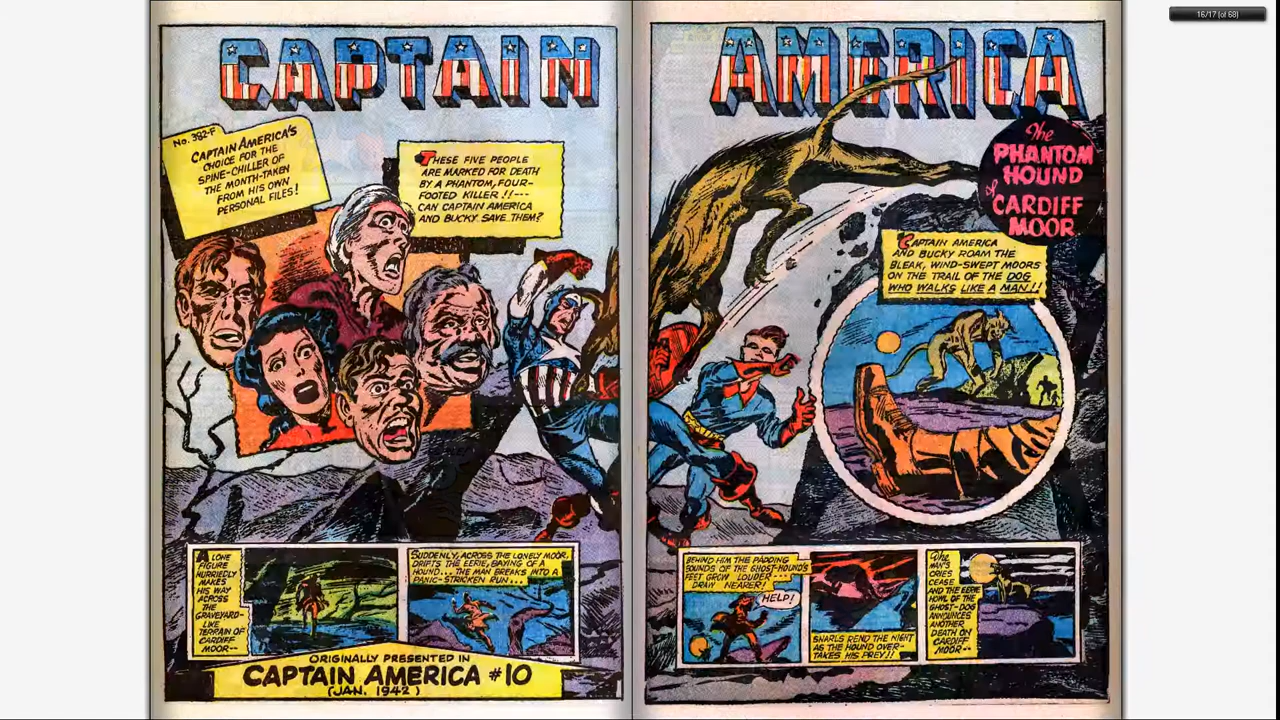 16/17 (of 68)
CAPTAIN AMERICA
No. 392-F
CAPTAIN AMERICA'S
CHOICE FOR THE
SPINE-CHILLER OF
THE MONTH-TAKEN
FROM HIS OWN
PERSONAL FILES!
THESE FIVE PEOPLE
ARE MARKED FOR DEATH
BY A PHANTOM, FOUR-
FOOTED KILLER!!---
CAN CAPTAIN AMERICA
AND BUCKY SAVE THEM?
The
PHANTOM
HOUND
of
CARDIFF
MOOR
CAPTAIN AMERICA
AND BUCKY ROAM THE
BLEAK, WIND-SWEPT MOORS
ON THE TRAIL OF THE DOG
WHO WALKS LIKE A MAN!!
A LONE
FIGURE
HURRIEDLY
MAKES
HIS WAY
ACROSS
THE
GRAVEYARD-
LIKE
TERRAIN OF
CARDIFF
MOOR--
SUDDENLY, ACROSS THE LONELY MOOR,
DRIFTS THE EERIE, BAYING OF A
HOUND... THE MAN BREAKS INTO A
PANIC-STRICKEN RUN...
ORIGINALLY PRESENTED IN
CAPTAIN AMERICA #10
(JAN. 1942)
BEHIND HIM THE PADDING
SOUNDS OF THE GHOST-HOUND'S
FEET GROW LOUDER---
DRAW NEARER!
HELP!
SNARLS REND THE NIGHT
AS THE HOUND OVER-
TAKES HIS PREY!!
THE
MAN'S
CRIES
CEASE
AND THE EERIE
HOWL OF THE
GHOST-DOG
ANNOUNCES
ANOTHER
DEATH ON
CARDIFF
MOOR--